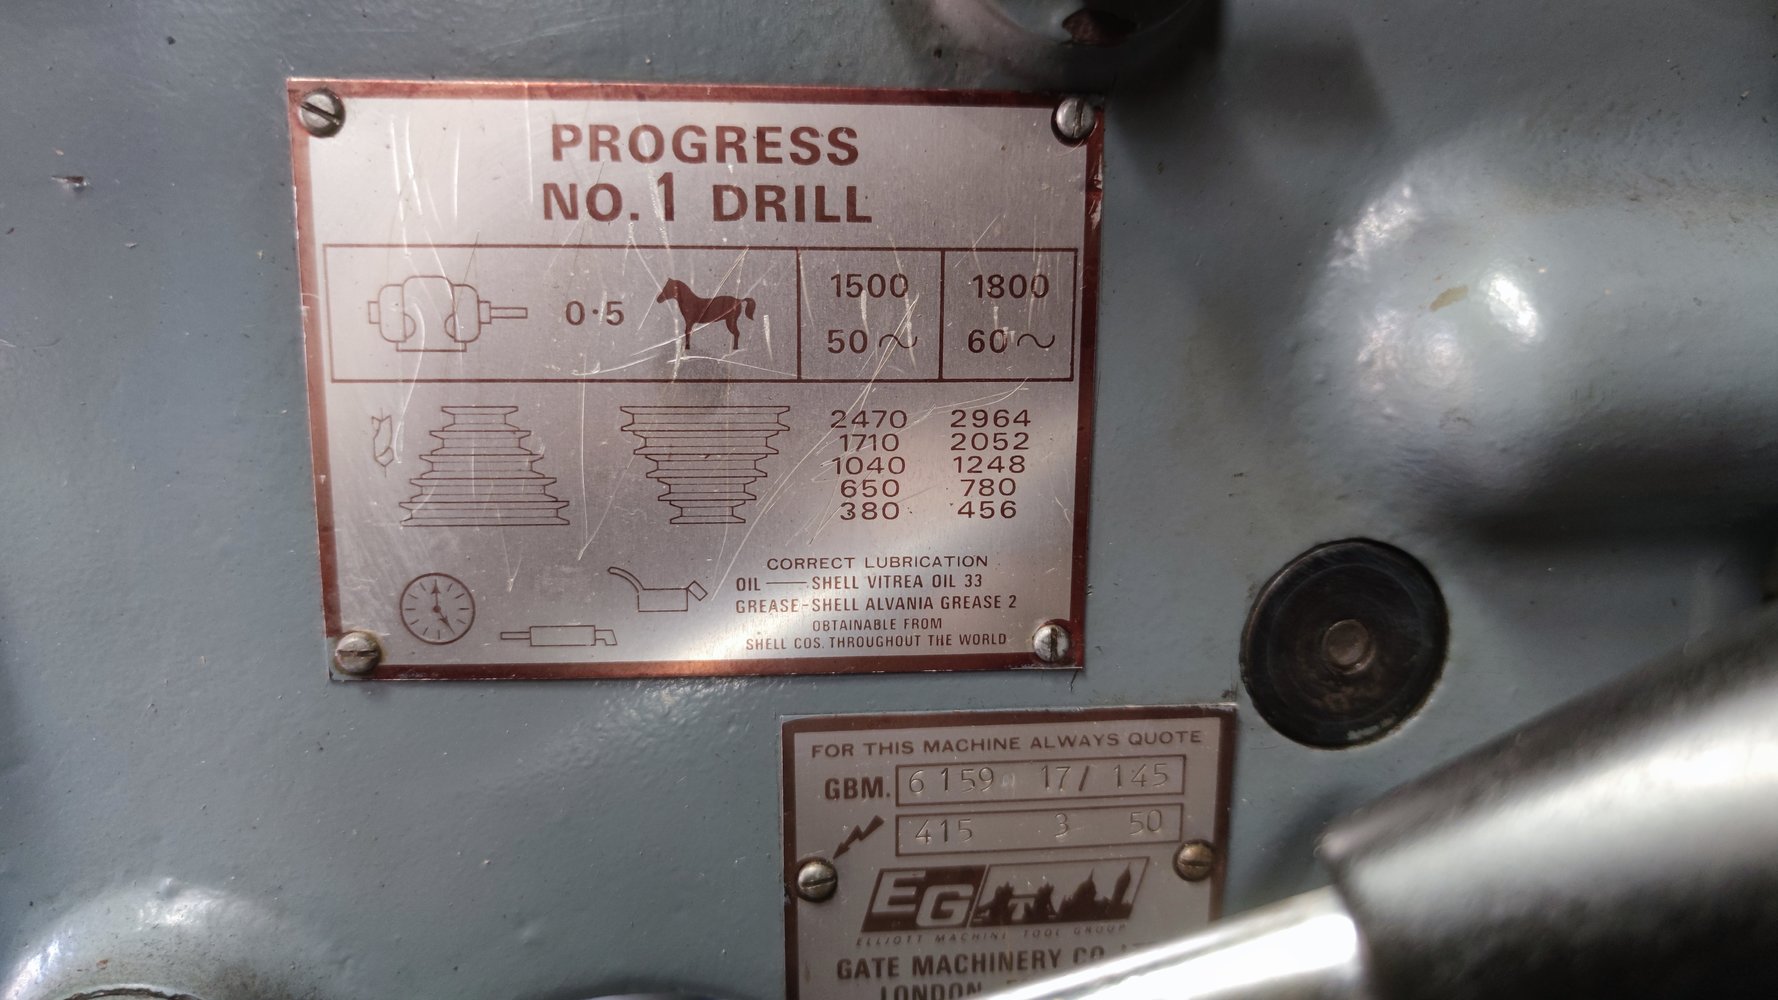 PROGRESS
NO. 1 DRILL
0·5 1500 1800
50 ~ 60 ~
2470 2964
1710 2052
1040 1248
650 780
380 456
CORRECT LUBRICATION
OIL — SHELL VITREA OIL 33
GREASE-SHELL ALVANIA GREASE 2
OBTAINABLE FROM
SHELL COS. THROUGHOUT THE WORLD
FOR THIS MACHINE ALWAYS QUOTE
GBM. 6 159 17/ 145
415 3 50
EG
ELLIOTT MACHINE TOOL GROUP
GATE MACHINERY CO.
LONDON